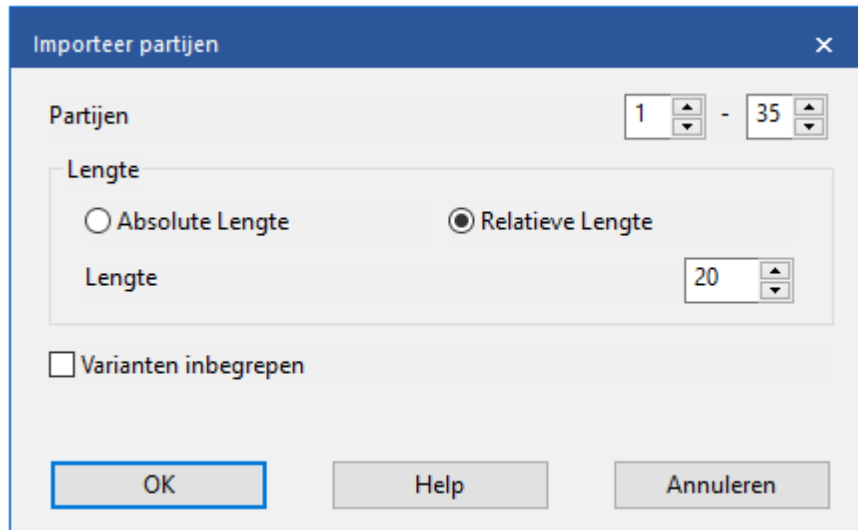 Importeer partijen
Partijen 1 - 35
Lengte
Absolute Lengte Relatieve Lengte
Lengte 20
Varianten inbegrepen
OK Help Annuleren